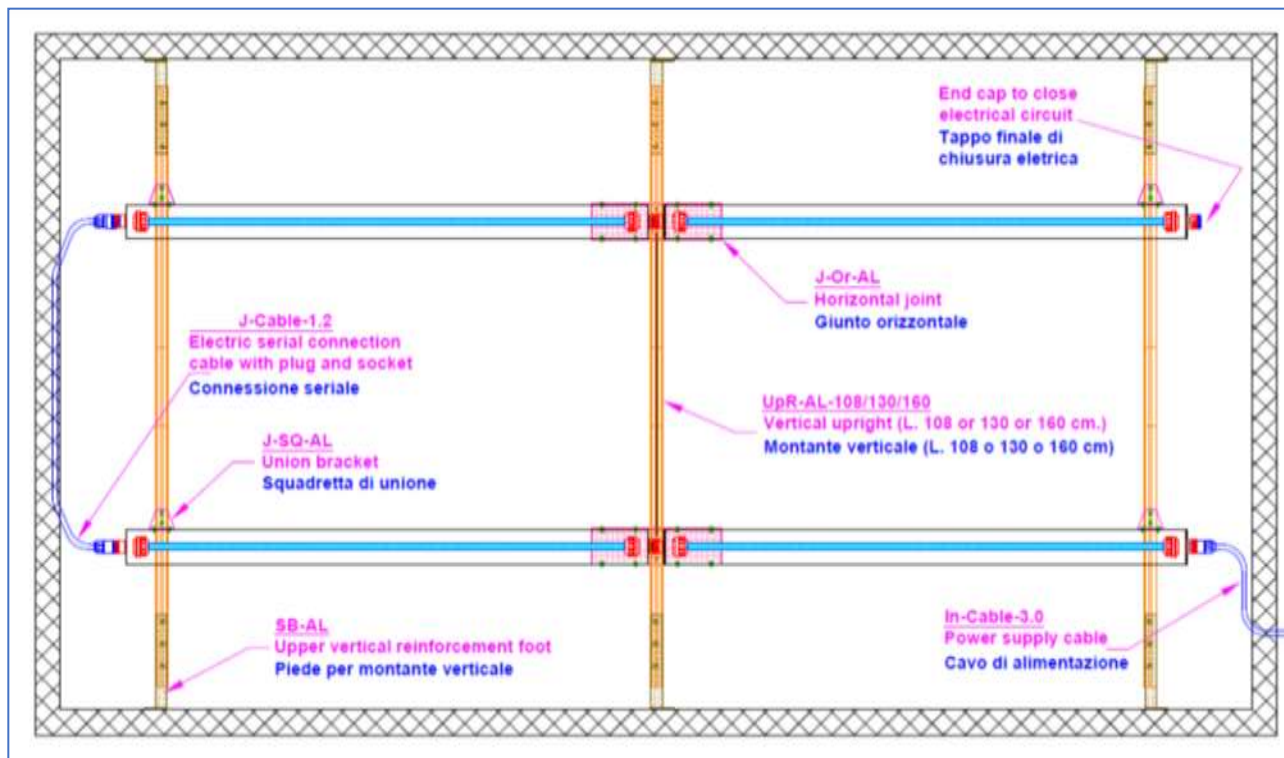 End cap to close
electrical circuit
Tappo finale di
chiusura eletrica
J-Or-AL
Horizontal joint
Giunto orizzontale
J-Cable-1.2
Electric serial connection
cable with plug and socket
Connessione seriale
UpR-AL-108/130/160
Vertical upright (L. 108 or 130 or 160 cm.)
Montante verticale (L. 108 o 130 o 160 cm)
J-SQ-AL
Union bracket
Squadretta di unione
SB-AL
Upper vertical reinforcement foot
Piede per montante verticale
In-Cable-3.0
Power supply cable
Cavo di alimentazione